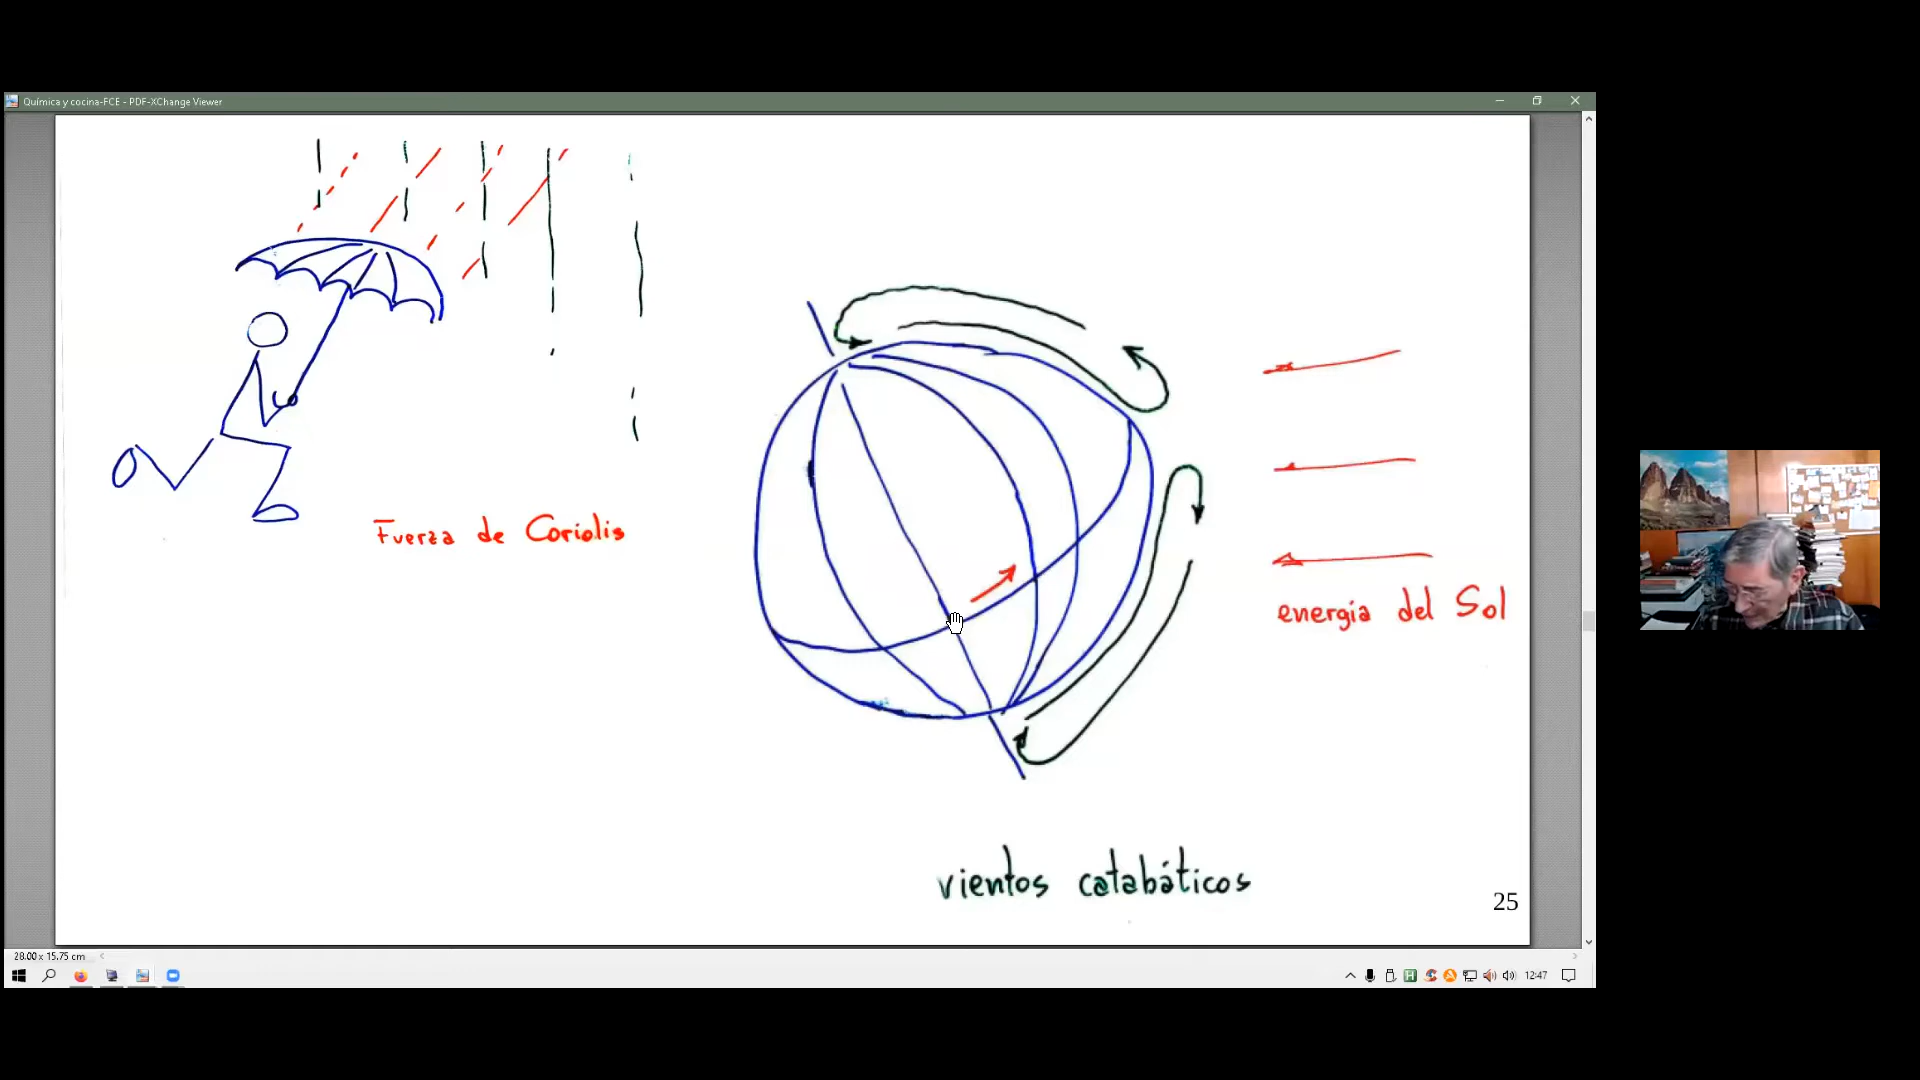 Química y cocina-FCE - PDF-XChange Viewer
Fuerza de Coriolis
energia del Sol
vientos catabáticos
25
28.00 x 15.75 cm
12:47